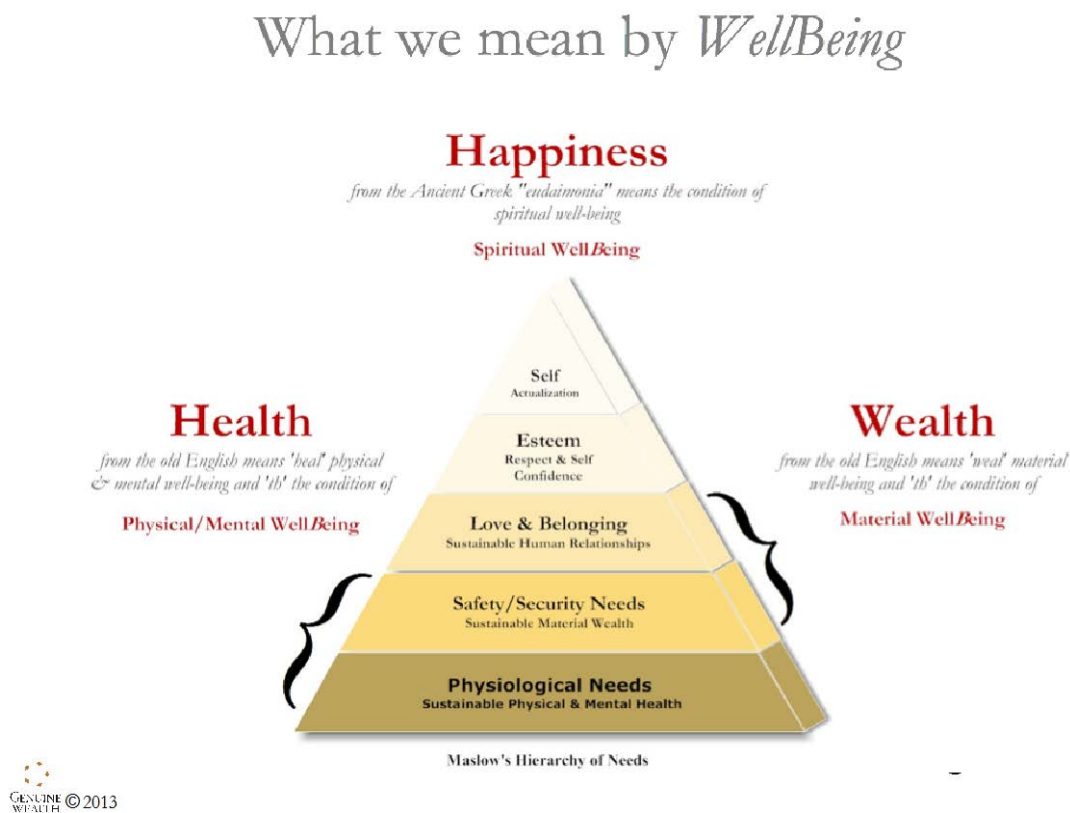 What we mean by WellBeing
Happiness
from the Ancient Greek "eudaimonia" means the condition of
spiritual well-being
Spiritual WellBeing
Self
Actualization
Health
from the old English means 'heal' physical
& mental well-being and 'th' the condition of
Physical/Mental WellBeing
Esteem
Respect & Self
Confidence
Wealth
from the old English means 'weal' material
well-being and 'th' the condition of
Material WellBeing
Love & Belonging
Sustainable Human Relationships
Safety/Security Needs
Sustainable Material Wealth
Physiological Needs
Sustainable Physical & Mental Health
Maslow's Hierarchy of Needs
GENUINE
WEALTH © 2013